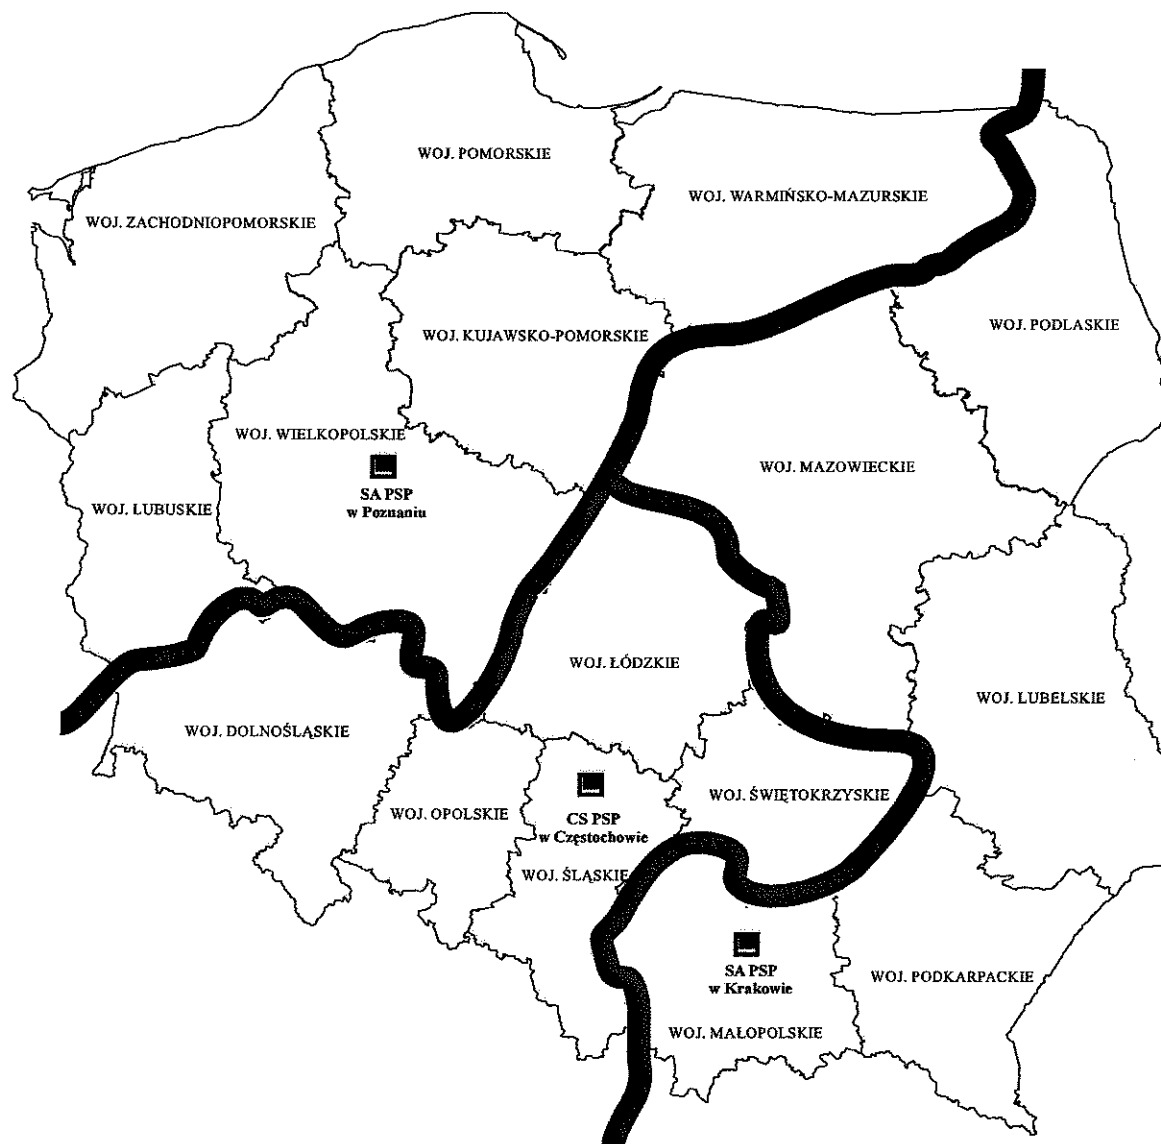 WOJ. POMORSKIE
WOJ. WARMIŃSKO-MAZURSKIE
WOJ. ZACHODNIOPOMORSKIE
WOJ. KUJAWSKO-POMORSKIE
WOJ. PODLASKIE
WOJ. WIELKOPOLSKIE
WOJ. MAZOWIECKIE
SA PSP
w Poznaniu
WOJ. LUBUSKIE
WOJ. ŁÓDZKIE
WOJ. LUBELSKIE
WOJ. DOLNOŚLĄSKIE
WOJ. ŚWIĘTOKRZYSKIE
WOJ. OPOLSKIE
CS PSP
w Częstochowie
WOJ. ŚLĄSKIE
SA PSP
w Krakowie
WOJ. PODKARPACKIE
WOJ. MAŁOPOLSKIE